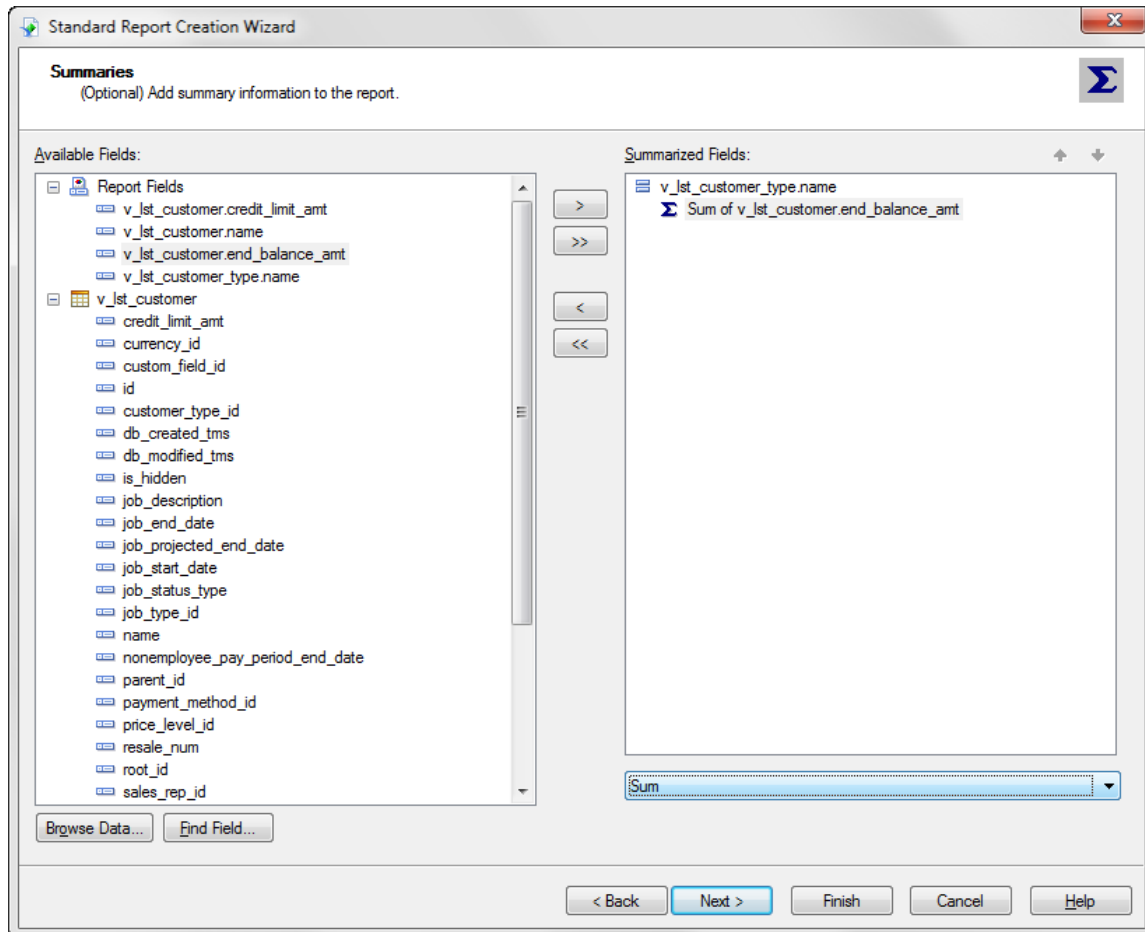 Standard Report Creation Wizard
Summaries
(Optional) Add summary information to the report.
Available Fields:
Report Fields
v_lst_customer.credit_limit_amt
v_lst_customer.name
v_lst_customer.end_balance_amt
v_lst_customer_type.name
v_lst_customer
credit_limit_amt
currency_id
custom_field_id
id
customer_type_id
db_created_tms
db_modified_tms
is_hidden
job_description
job_end_date
job_projected_end_date
job_start_date
job_status_type
job_type_id
name
nonemployee_pay_period_end_date
parent_id
payment_method_id
price_level_id
resale_num
root_id
sales_rep_id
Browse Data...
Find Field...
>
>>
<
<<
Summarized Fields:
v_lst_customer_type.name
Σ Sum of v_lst_customer.end_balance_amt
Sum
< Back
Next >
Finish
Cancel
Help